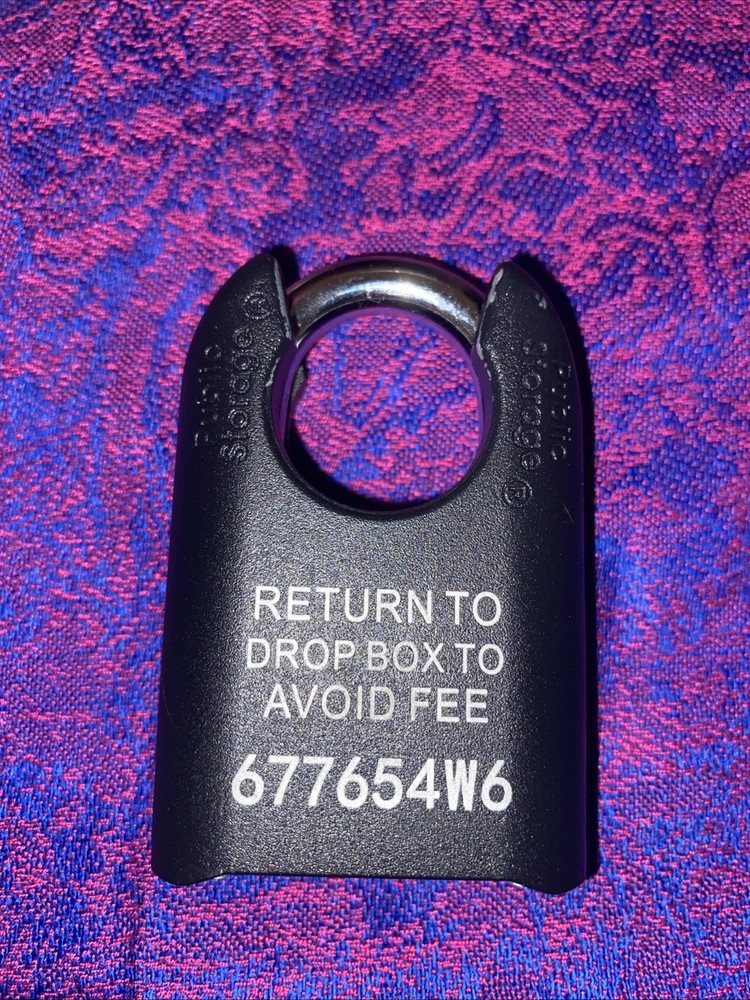 Public
Storage®
Public
Storage®
RETURN TO
DROP BOX TO
AVOID FEE
677654W6